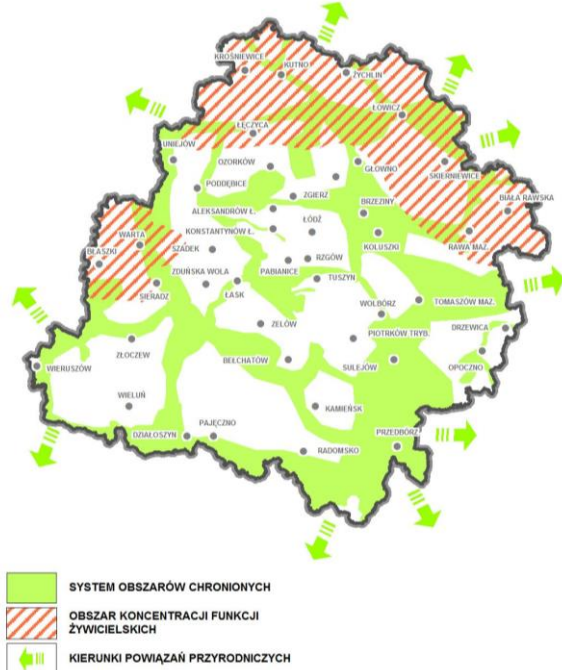 KROŚNIEWICE
KUTNO
ŻYCHLIN
ŁOWICZ
ŁĘCZYCA
UNIEJÓW
OZORKÓW
GŁOWNO
SKIERNIEWICE
PODDĘBICE
ZGIERZ
BIAŁA RAWSKA
ALEKSANDRÓW Ł.
BRZEZINY
ŁÓDŹ
KONSTANTYNÓW Ł.
RAWA MAZ.
WARTA
KOLUSZKI
BŁASZKI
SZADEK
PABIANICE
RZGÓW
ZDUŃSKA WOLA
TUSZYN
SIERADZ
ŁASK
WOLBÓRZ
TOMASZÓW MAZ.
ZELÓW
DRZEWICA
PIOTRKÓW TRYB.
ZŁOCZEW
BEŁCHATÓW
SULEJÓW
OPOCZNO
WIERUSZÓW
WIELUŃ
KAMIEŃSK
DZIAŁOSZYN
PAJĘCZNO
PRZEDBÓRZ
RADOMSKO
SYSTEM OBSZARÓW CHRONIONYCH
OBSZAR KONCENTRACJI FUNKCJI
ŻYWICIELSKICH
KIERUNKI POWIĄZAŃ PRZYRODNICZYCH